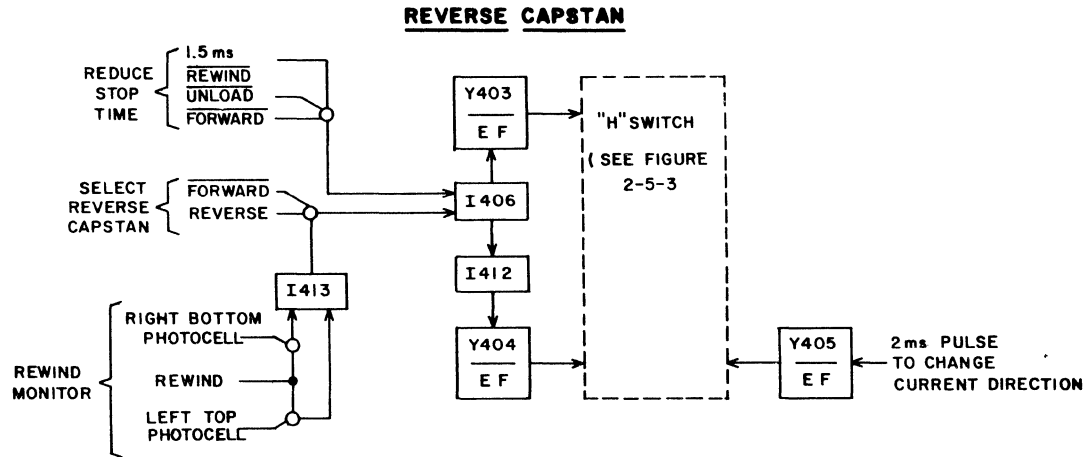 REVERSE CAPSTAN
REDUCE
STOP
TIME
1.5 ms
REWIND
UNLOAD
FORWARD
Y403
EF
"H" SWITCH
( SEE FIGURE
2-5-3
SELECT
REVERSE
CAPSTAN
FORWARD
REVERSE
I406
I412
I413
REWIND
MONITOR
RIGHT BOTTOM
PHOTOCELL
REWIND
LEFT TOP
PHOTOCELL
Y404
EF
Y405
EF
2 ms PULSE
TO CHANGE
CURRENT DIRECTION